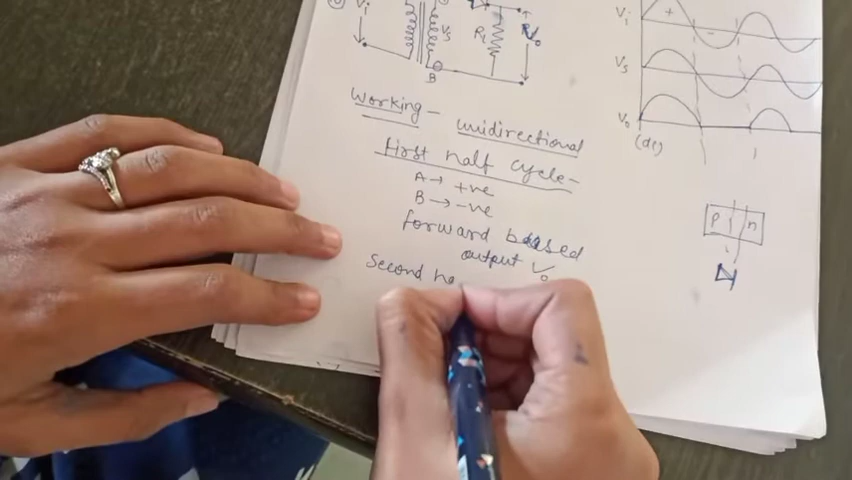 Vi
Vs
RL
Vo
B
Working - unidirectional
First half cycle-
A → +ve
B → -ve
forward biased
output Vo
Second ha
Vi
+
-
Vs
Vo
(dc)
P n